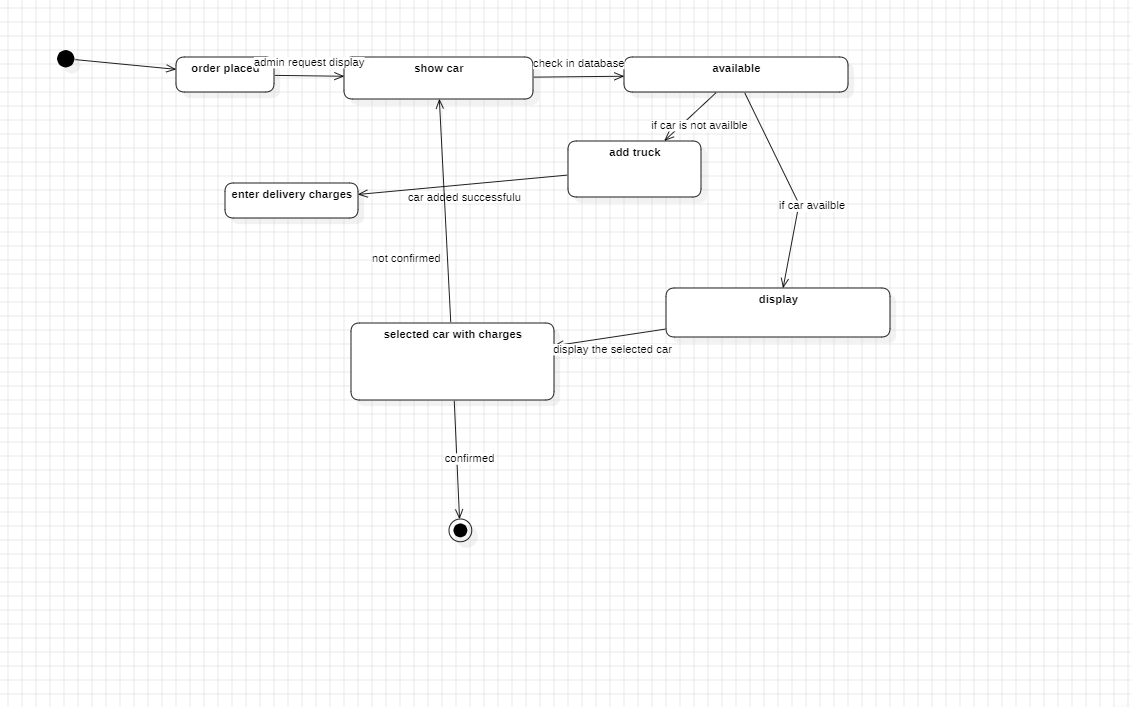 order placed
admin request display
show car
check in database
available
if car is not availble
add truck
enter delivery charges
car added successfulu
if car availble
not confirmed
display
selected car with charges
display the selected car
confirmed